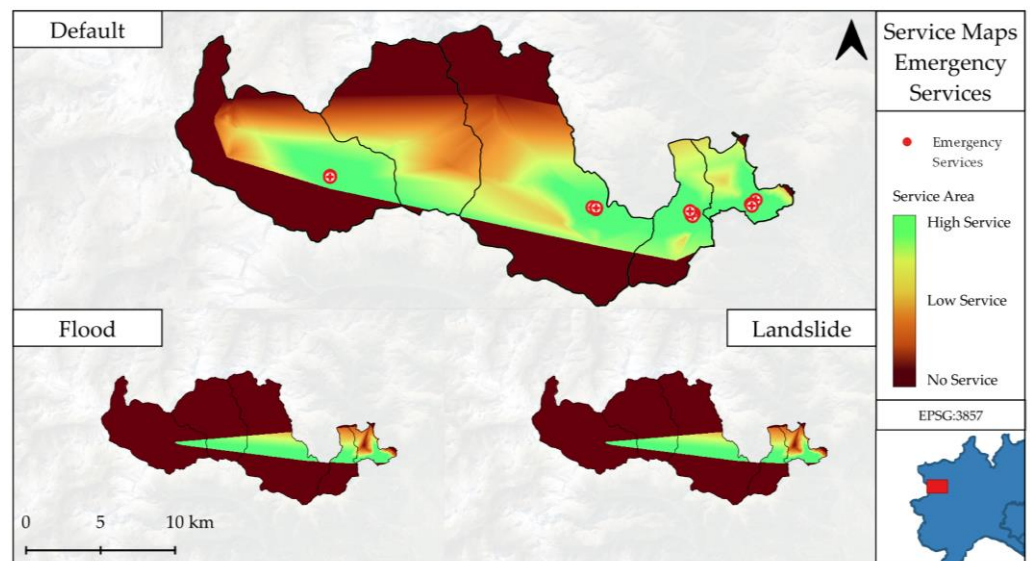 Default
Service Maps
Emergency
Services
Emergency
Services
Service Area
High Service
Low Service
No Service
Flood
Landslide
0 5 10 km
EPSG:3857